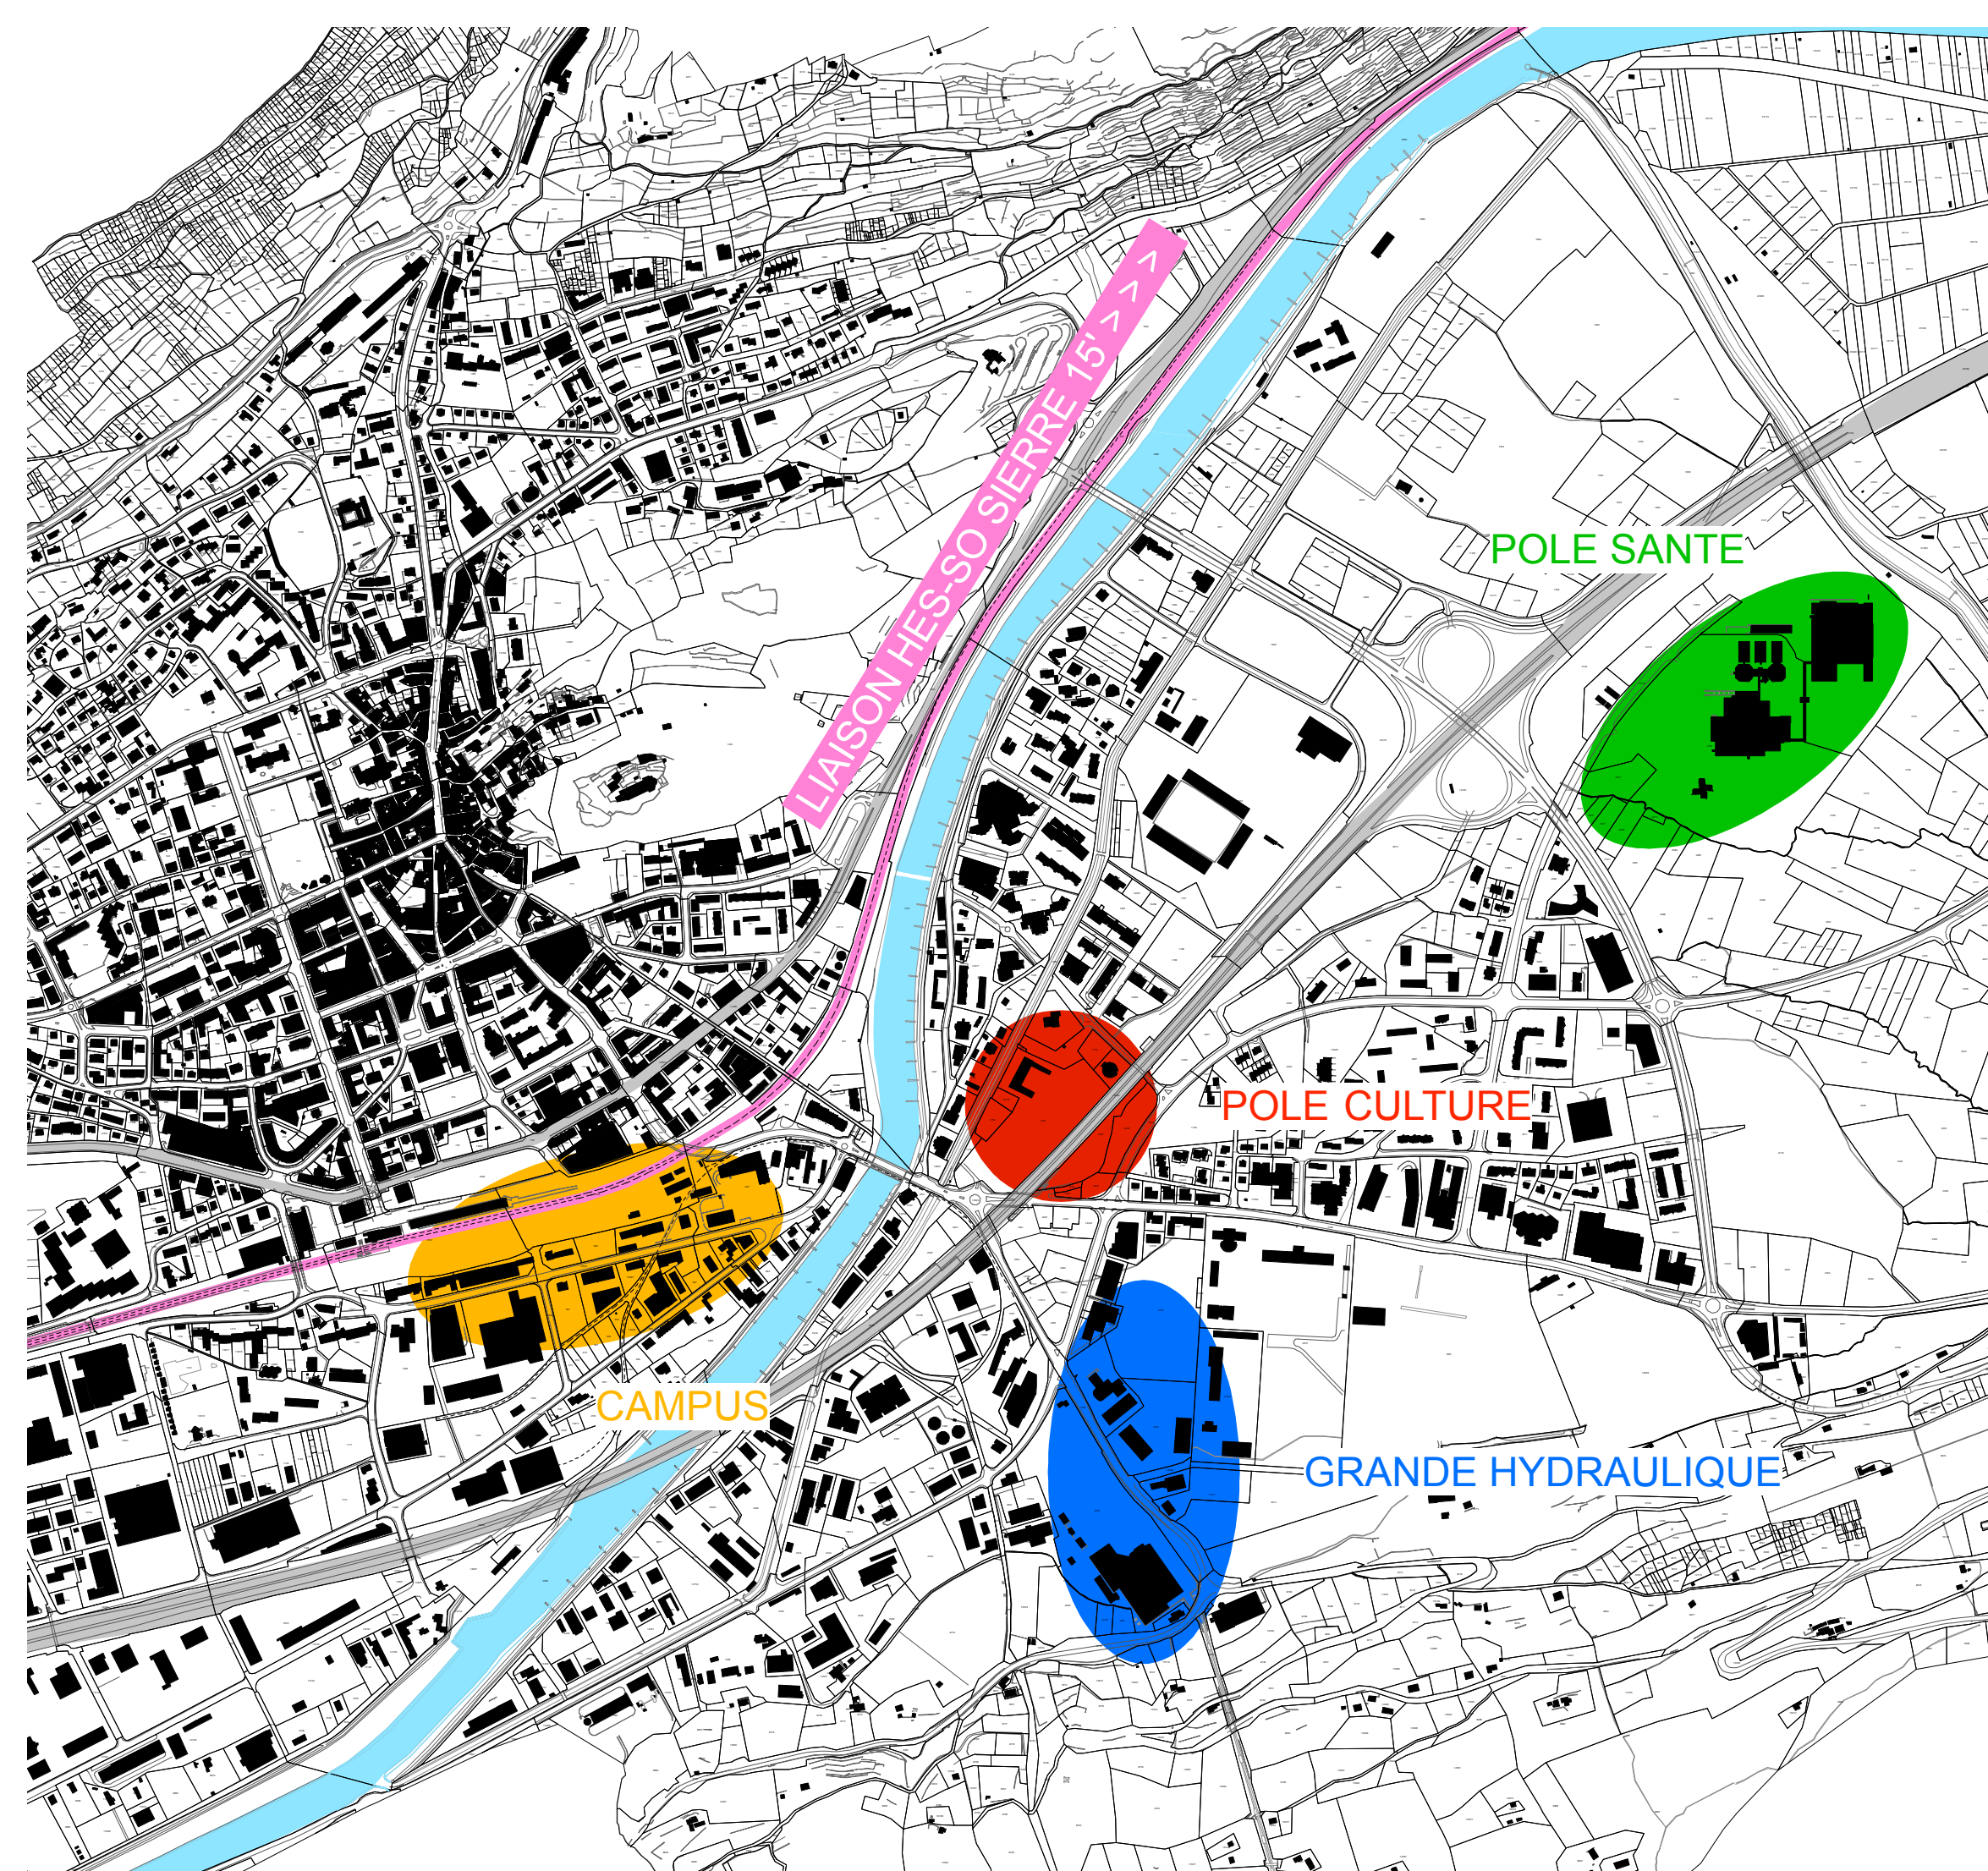 LIAISON HES-SO SIERRE 15' > > >
POLE SANTE
POLE CULTURE
CAMPUS
GRANDE HYDRAULIQUE